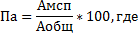 Па = Амсп / Аобщ * 100, где